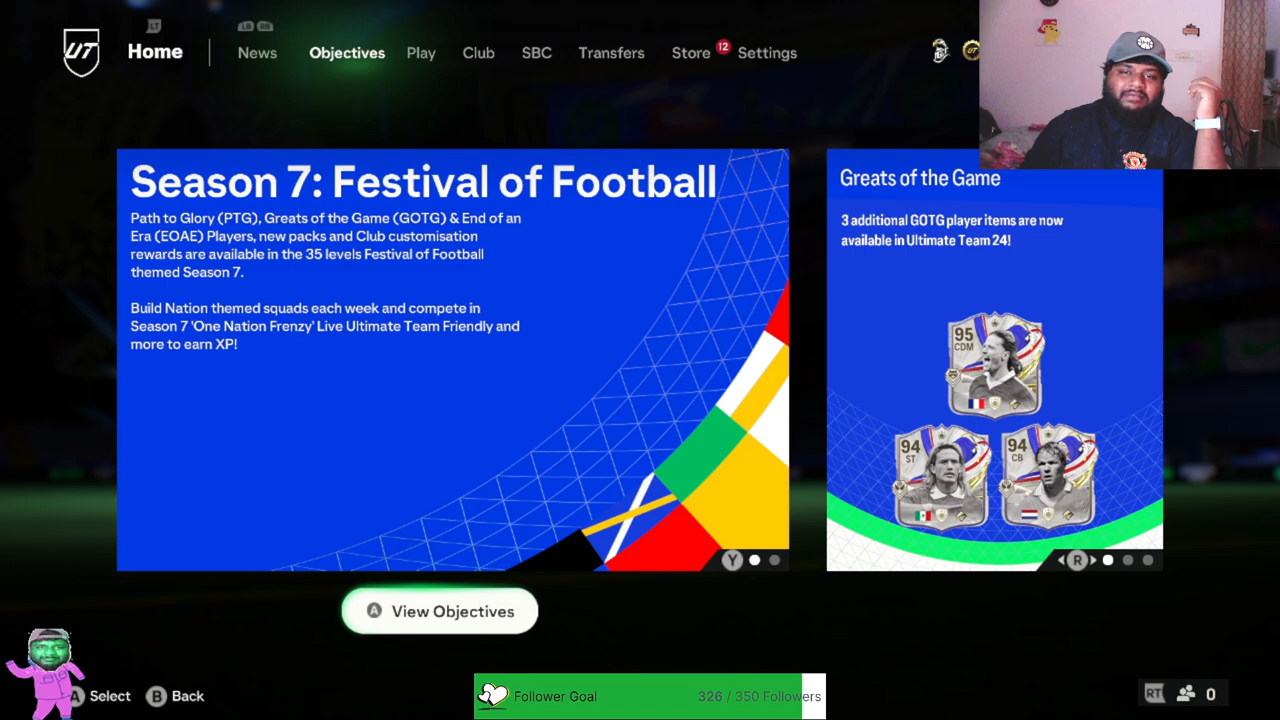 LT
LB RB
UT
Home
News
Objectives
Play
Club
SBC
Transfers
Store
12
Settings
UT
Season 7: Festival of Football
Path to Glory (PTG), Greats of the Game (GOTG) & End of an
Era (EOAE) Players, new packs and Club customisation
rewards are available in the 35 levels Festival of Football
themed Season 7.
Build Nation themed squads each week and compete in
Season 7 'One Nation Frenzy' Live Ultimate Team Friendly and
more to earn XP!
Y
Greats of the Game
3 additional GOTG player items are now
available in Ultimate Team 24!
95
CDM
94
ST
94
CB
R
A View Objectives
A Select
B Back
Follower Goal
326 / 350 Followers
RT
0